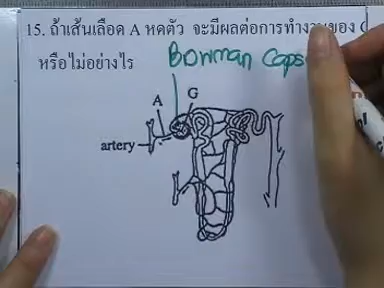 15. ถ้าเส้นเลือด A หดตัว จะมีผลต่อการทำงานของ
หรือไม่อย่างไร
Bowman Caps
A
G
artery